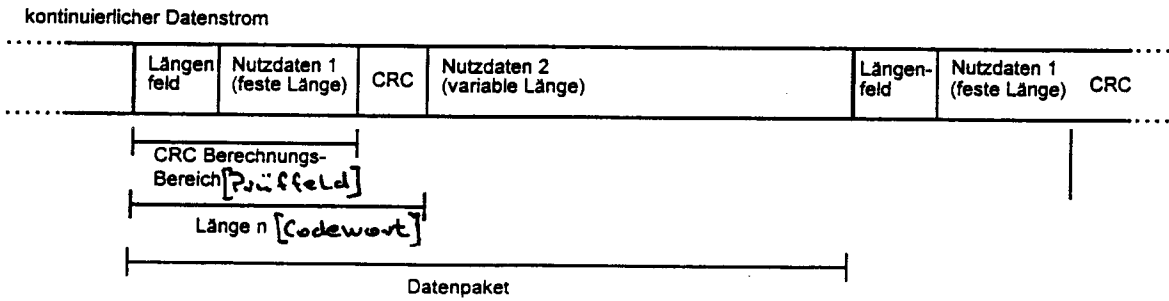 kontinuierlicher Datenstrom
Längen
feld
Nutzdaten 1
(feste Länge)
CRC
Nutzdaten 2
(variable Länge)
Längen-
feld
Nutzdaten 1
(feste Länge)
CRC
CRC Berechnungs-
Bereich [Prüffeld]
Länge n [Codewort]
Datenpaket